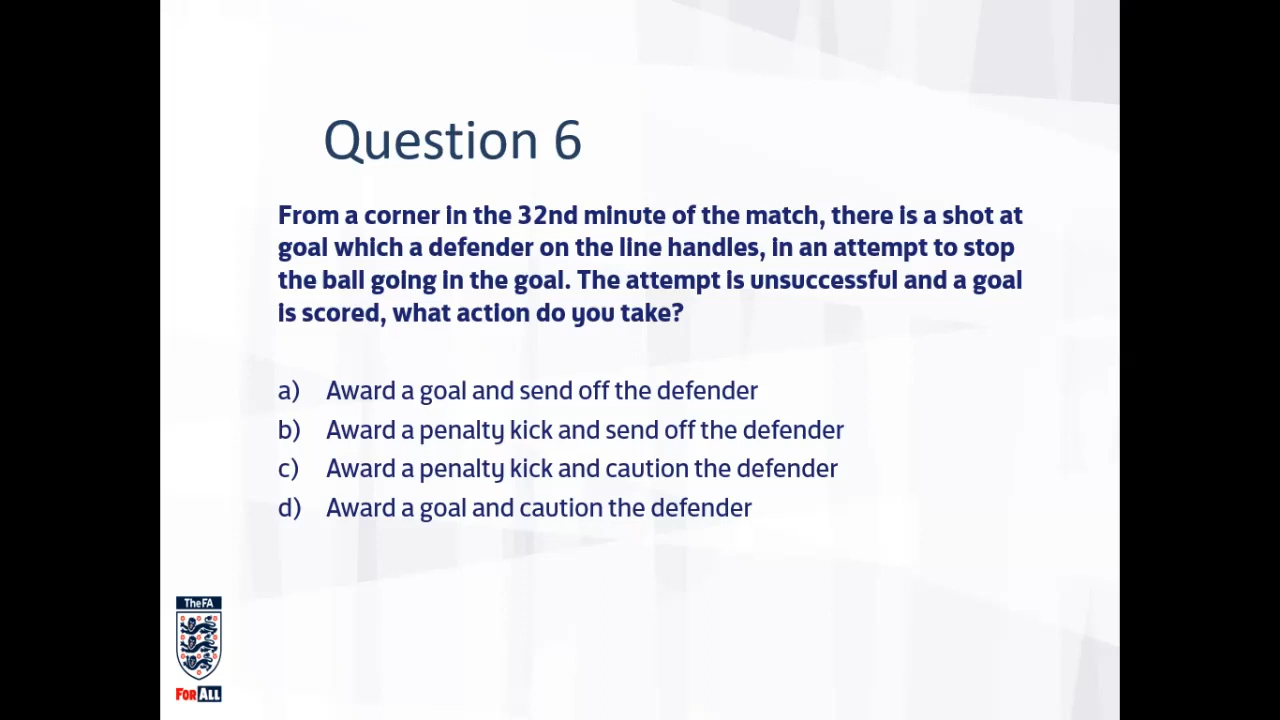 Question 6
From a corner in the 32nd minute of the match, there is a shot at
goal which a defender on the line handles, in an attempt to stop
the ball going in the goal. The attempt is unsuccessful and a goal
is scored, what action do you take?
a) Award a goal and send off the defender
b) Award a penalty kick and send off the defender
c) Award a penalty kick and caution the defender
d) Award a goal and caution the defender
The FA
FOR ALL